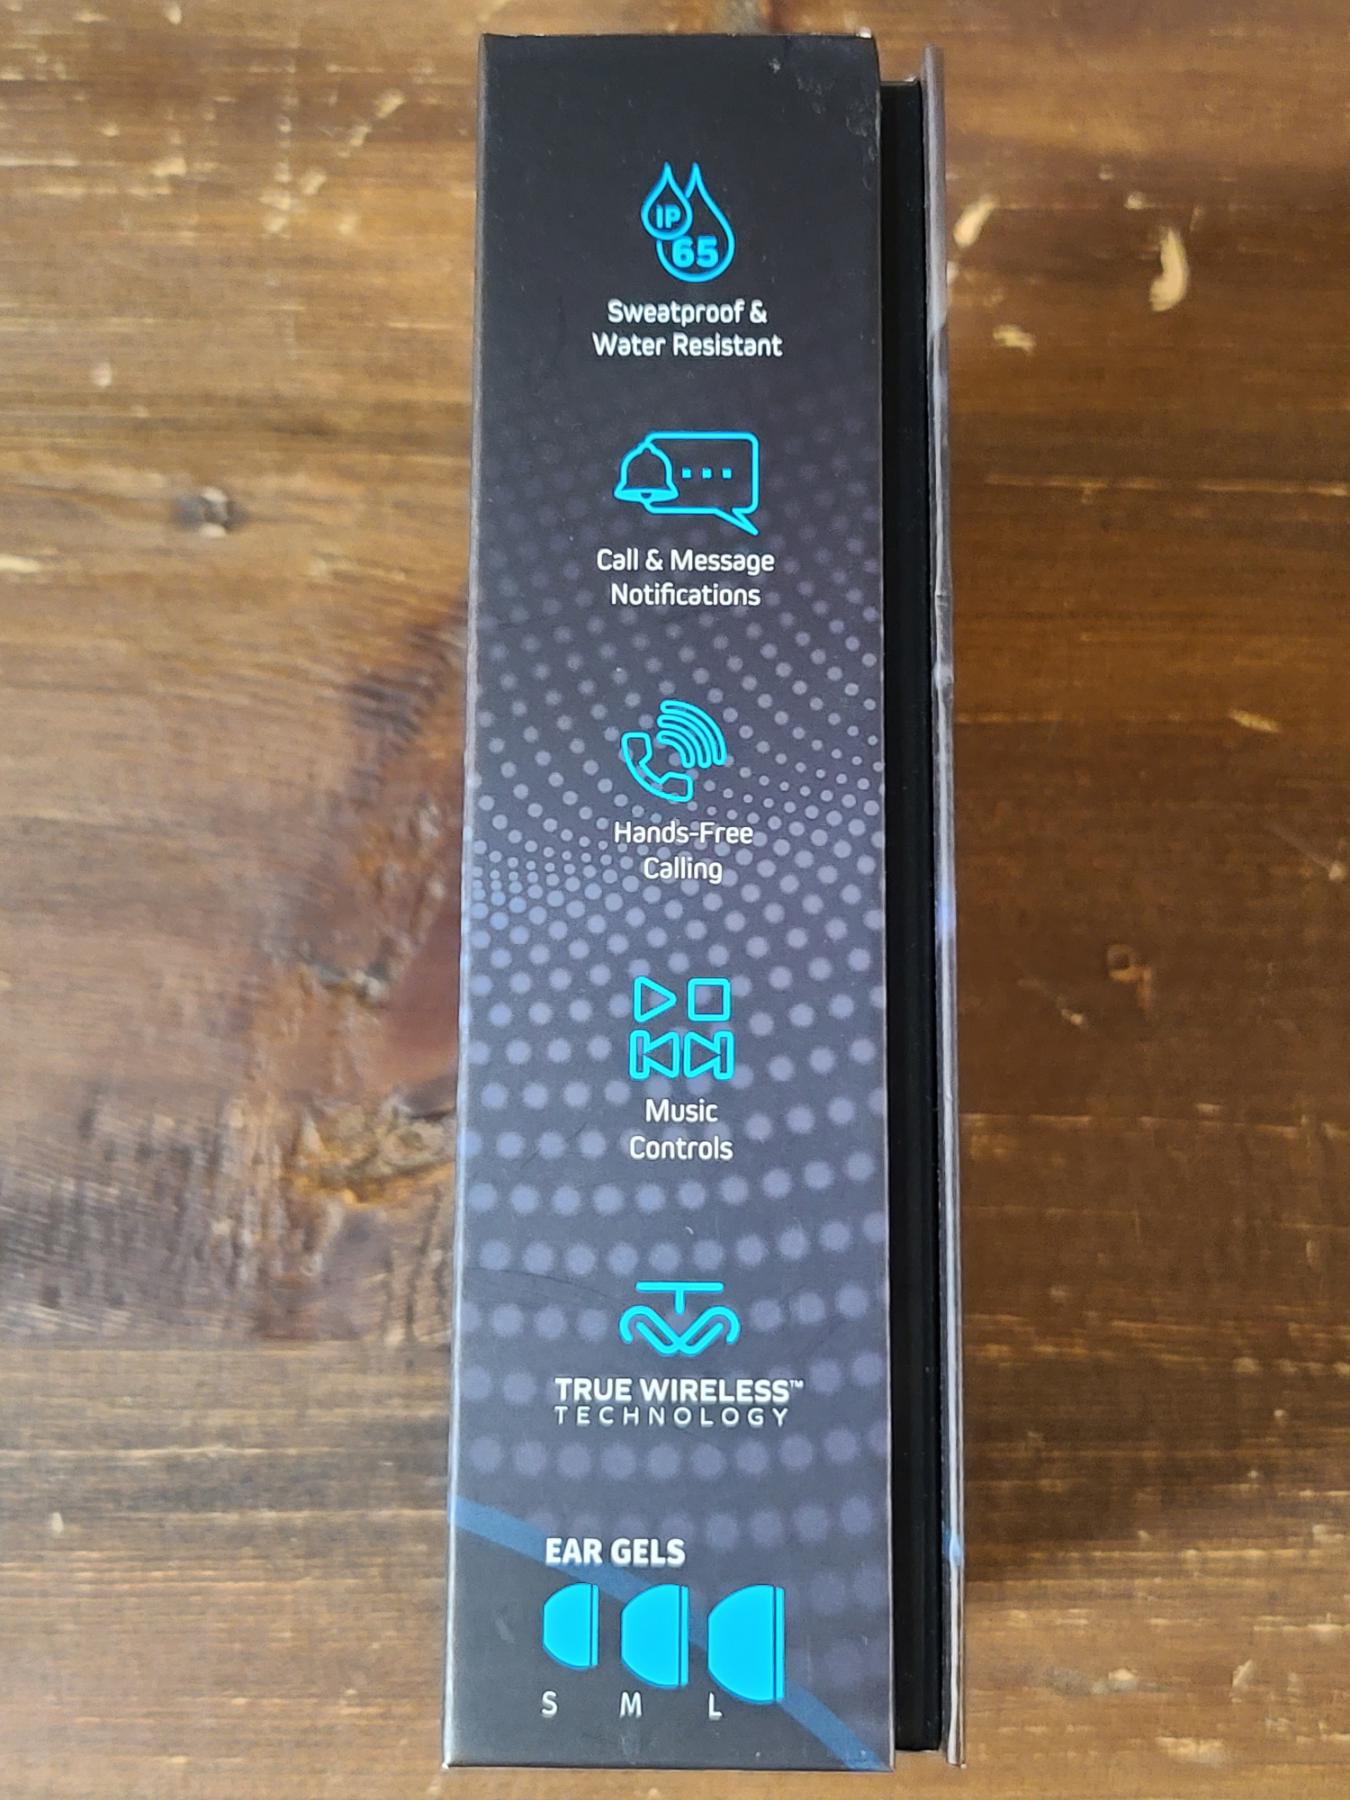 IP
65
Sweatproof &
Water Resistant
Call & Message
Notifications
Hands-Free
Calling
Music
Controls
TRUE WIRELESS™
TECHNOLOGY
EAR GELS
S M L